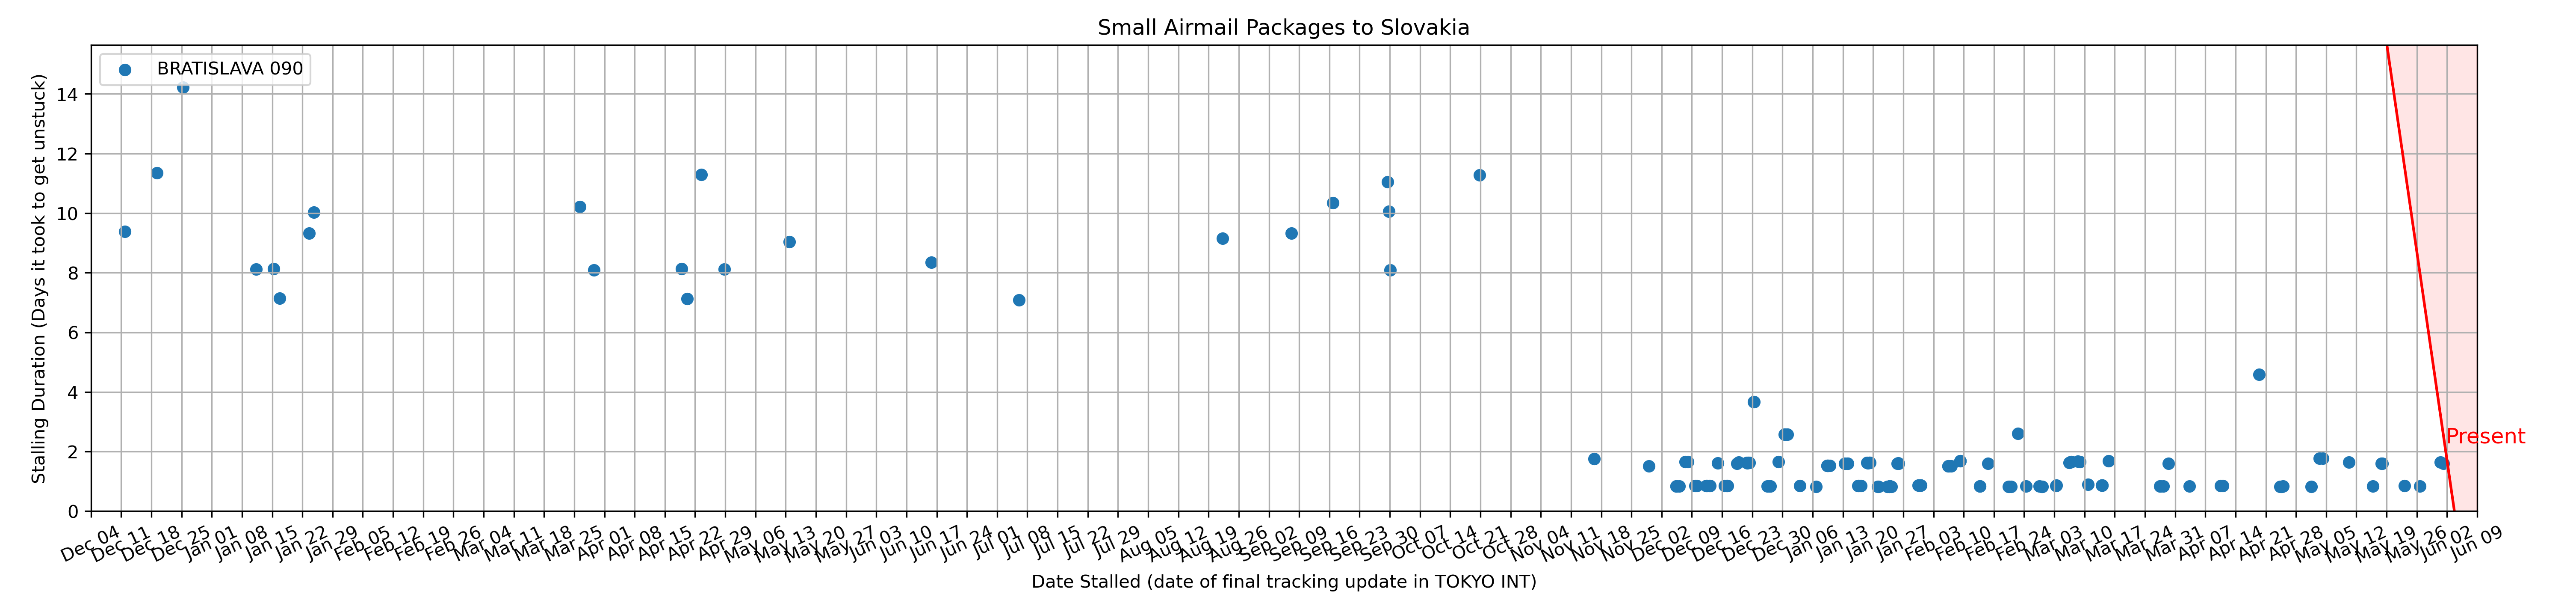 Small Airmail Packages to Slovakia
BRATISLAVA 090
Stalling Duration (Days it took to get unstuck)
14
12
10
8
6
4
2
0
Present
Dec 04 Dec 11 Dec 18 Dec 25 Jan 01 Jan 08 Jan 15 Jan 22 Jan 29 Feb 05 Feb 12 Feb 19 Feb 26 Mar 04 Mar 11 Mar 18 Mar 25 Apr 01 Apr 08 Apr 15 Apr 22 Apr 29 May 06 May 13 May 20 May 27 Jun 03 Jun 10 Jun 17 Jun 24 Jul 01 Jul 08 Jul 15 Jul 22 Jul 29 Aug 05 Aug 12 Aug 19 Aug 26 Sep 02 Sep 09 Sep 16 Sep 23 Sep 30 Oct 07 Oct 14 Oct 21 Oct 28 Nov 04 Nov 11 Nov 18 Nov 25 Dec 02 Dec 09 Dec 16 Dec 23 Dec 30 Jan 06 Jan 13 Jan 20 Jan 27 Feb 03 Feb 10 Feb 17 Feb 24 Mar 03 Mar 10 Mar 17 Mar 24 Mar 31 Apr 07 Apr 14 Apr 21 Apr 28 May 05 May 12 May 19 May 26 Jun 02 Jun 09
Date Stalled (date of final tracking update in TOKYO INT)